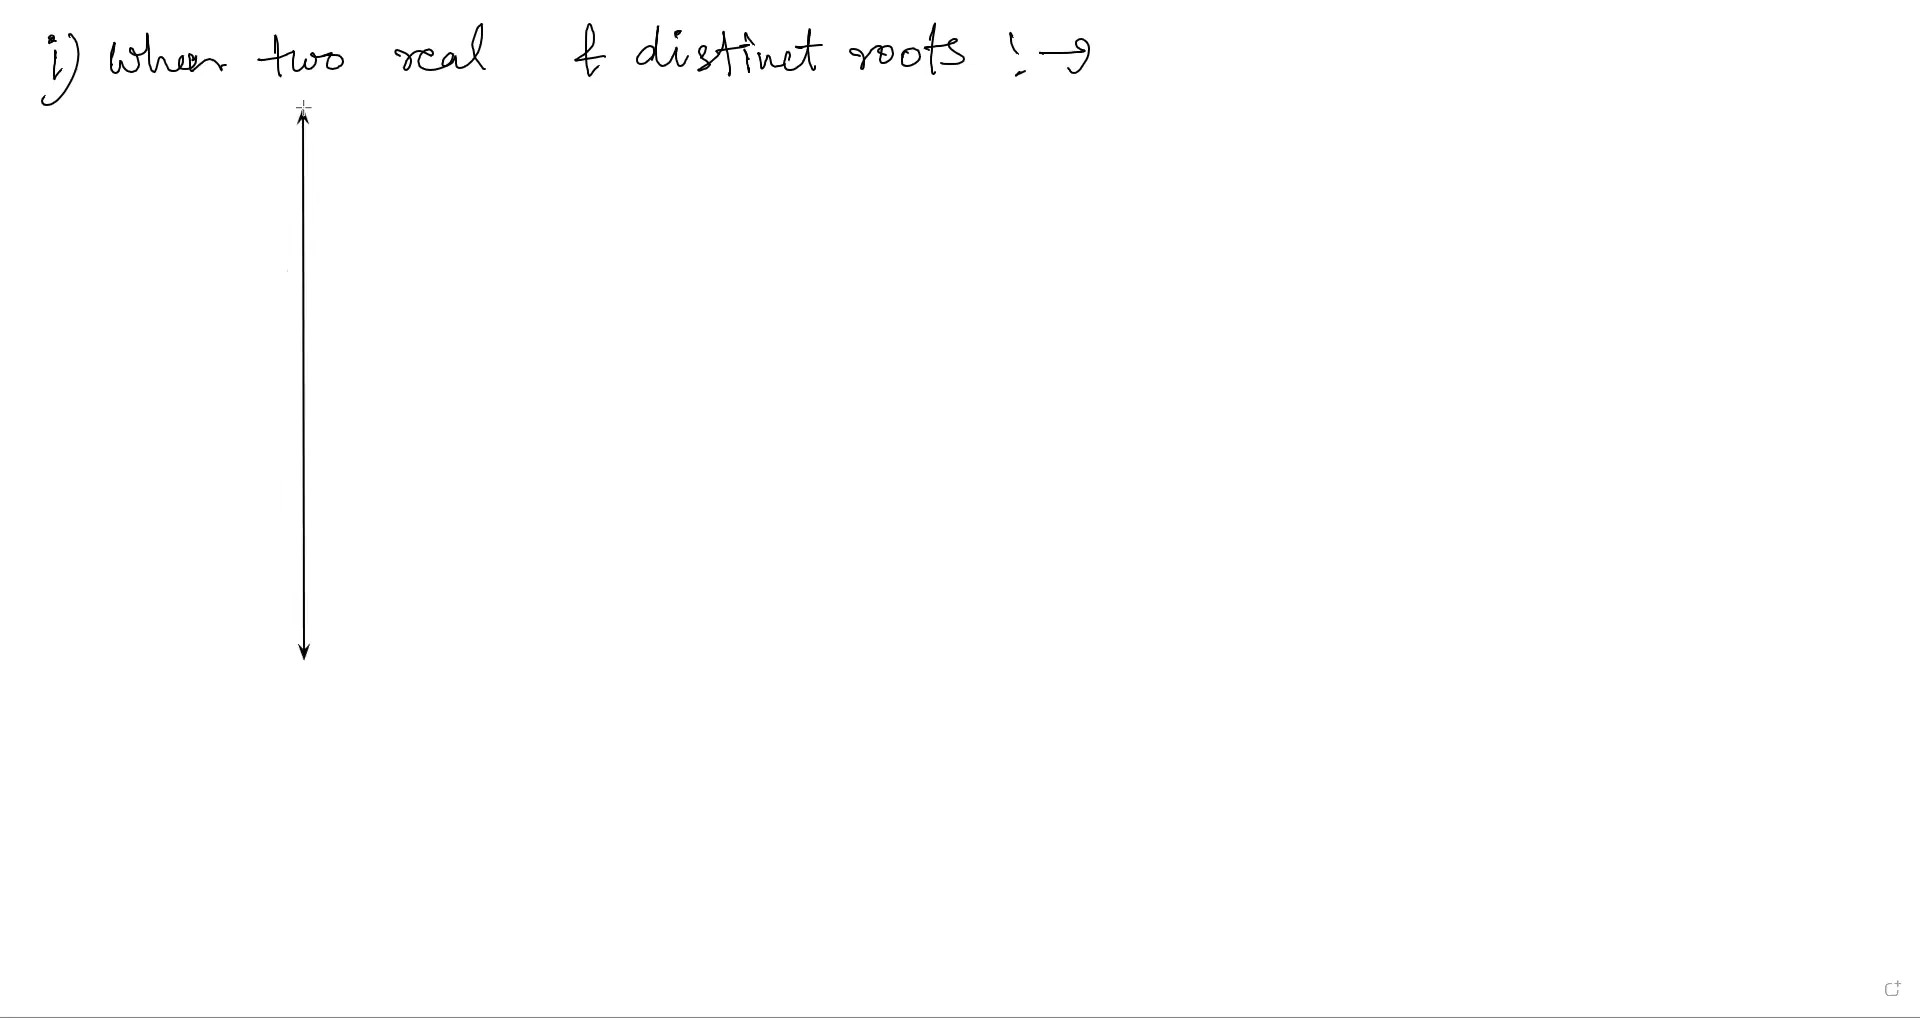 i) when two real & distinct roots :→